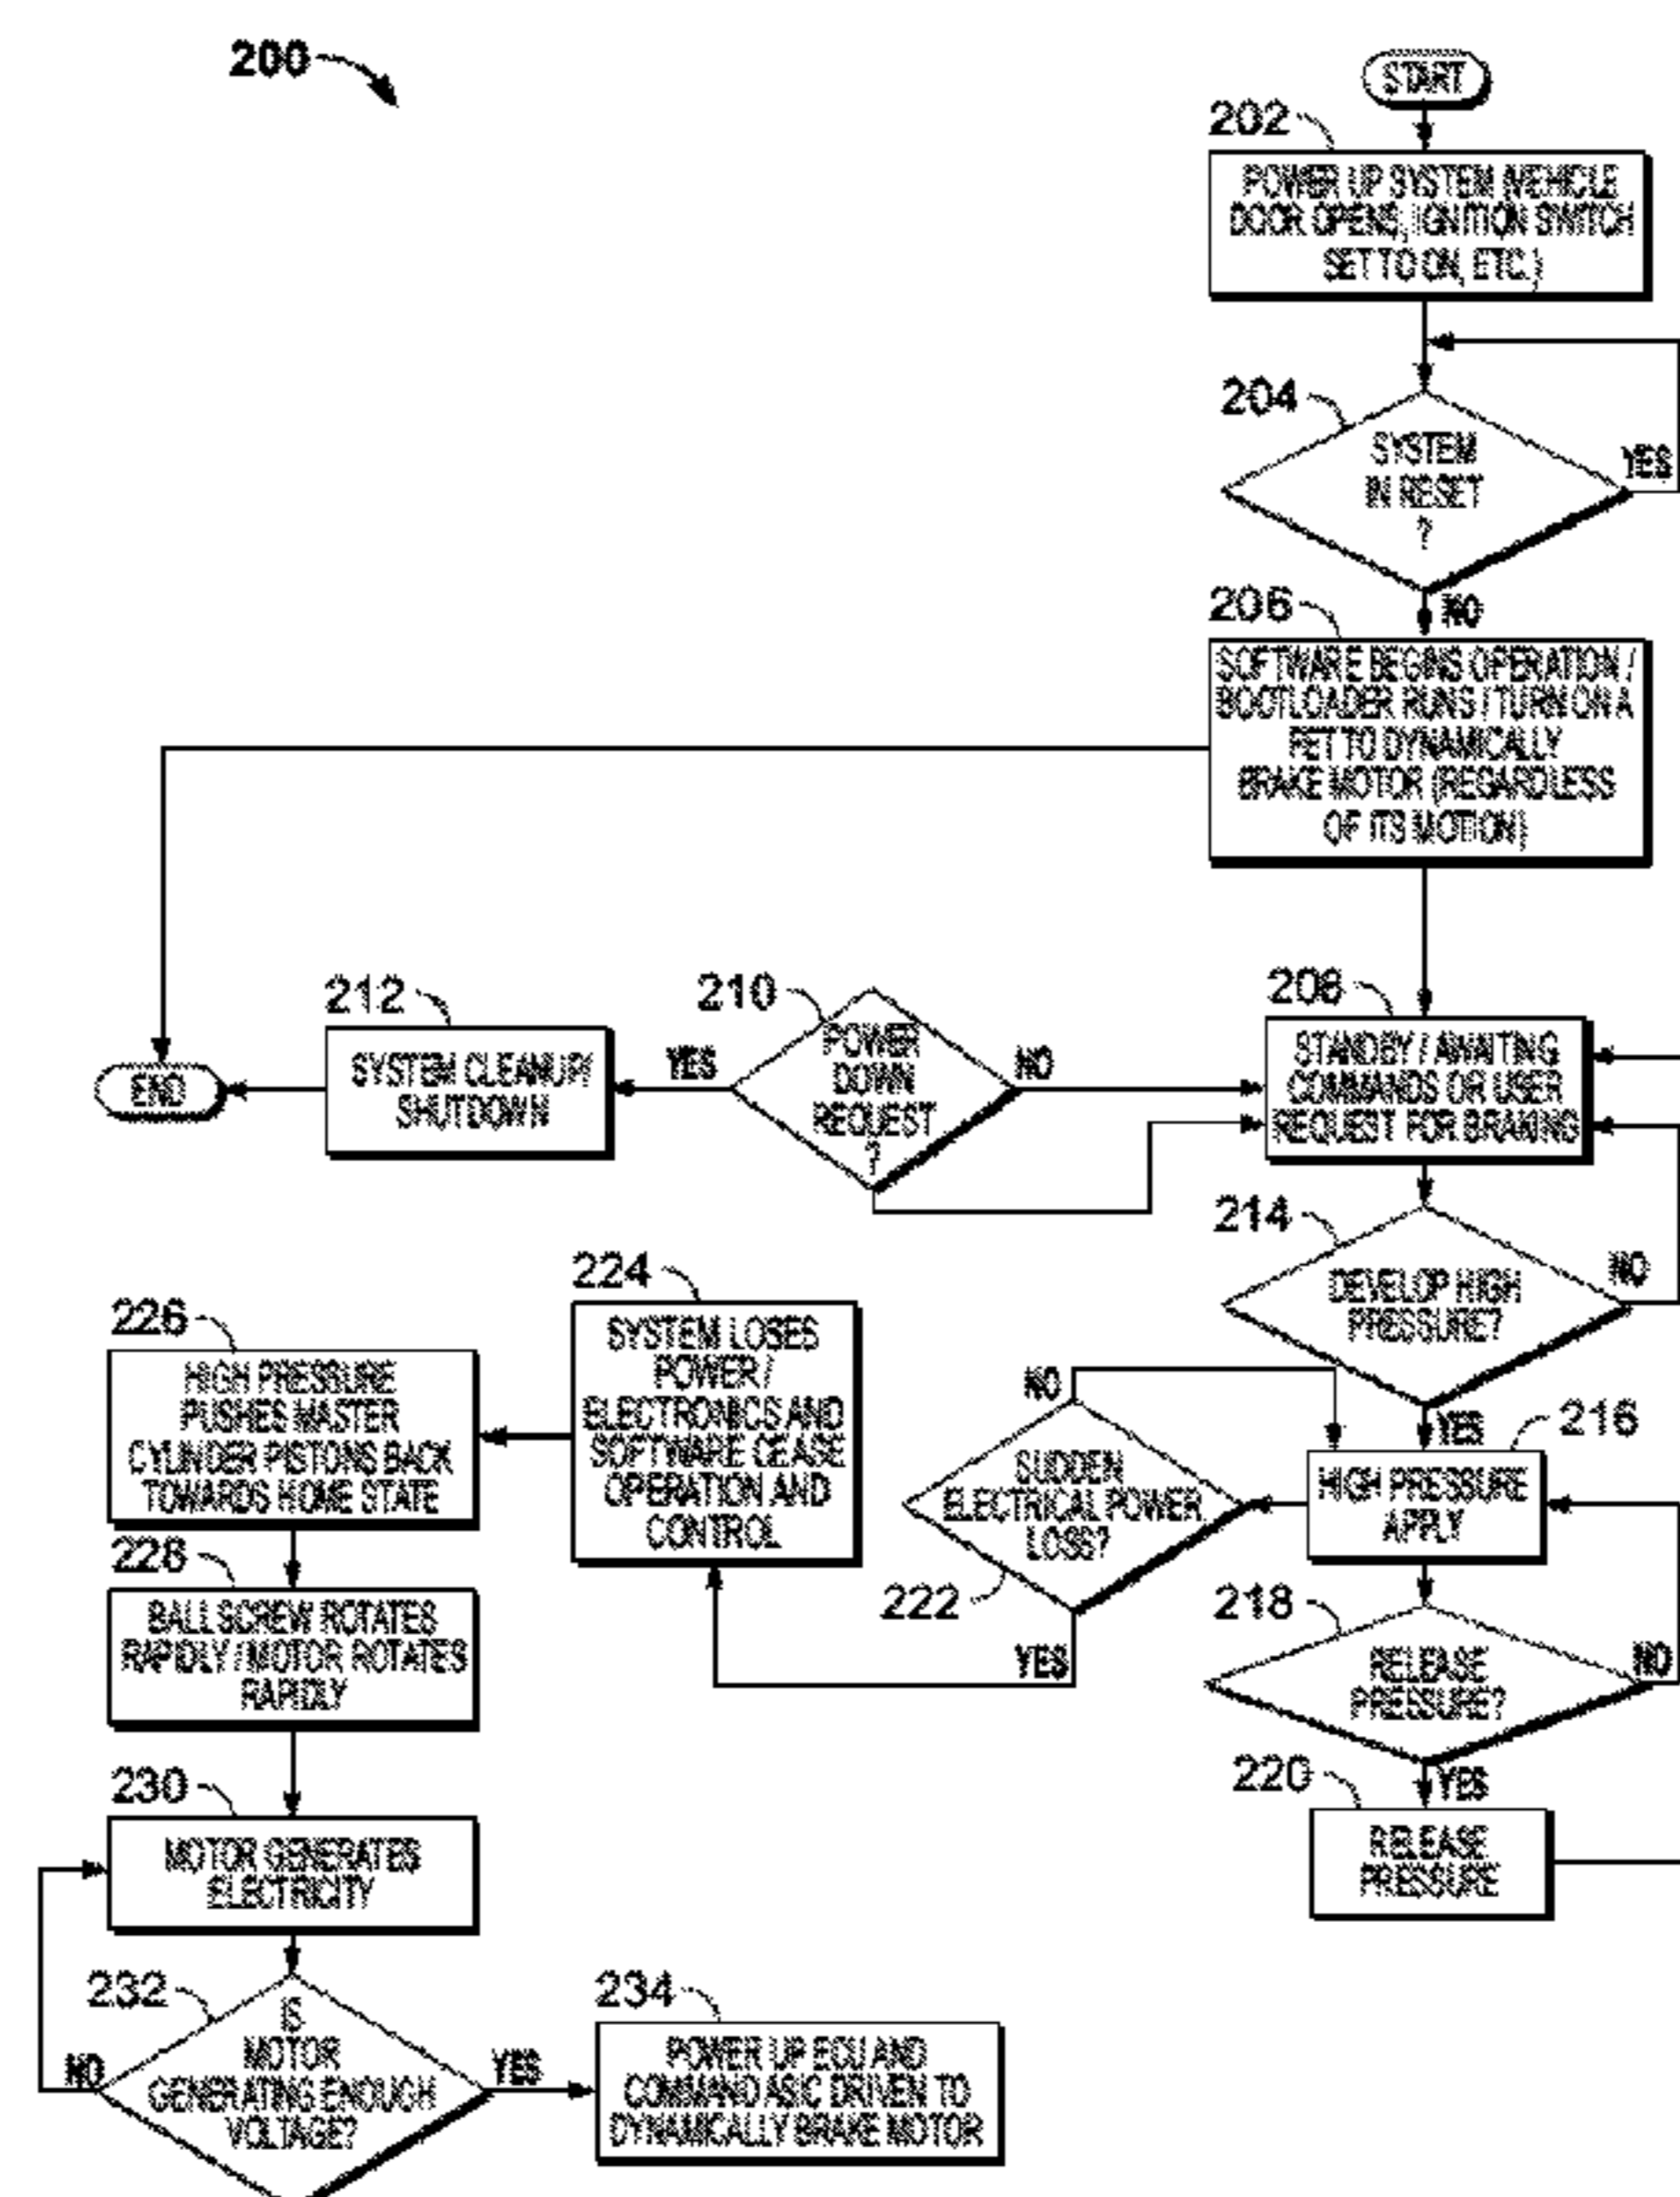 200
START
202
POWER UP SYSTEM (VEHICLE
DOOR OPENS, IGNITION SWITCH
SET TO ON, ETC.)
204
SYSTEM
IN RESET
?
YES
NO
206
SOFTWARE BEGINS OPERATION /
BOOTLOADER RUNS / TURN ON A
FET TO DYNAMICALLY
BRAKE MOTOR (REGARDLESS
OF ITS MOTION)
212
SYSTEM CLEANUP/
SHUTDOWN
END
210
POWER
DOWN
REQUEST
?
YES
NO
208
STANDBY / AWAITING
COMMANDS OR USER
REQUEST FOR BRAKING
214
DEVELOP HIGH
PRESSURE?
NO
YES
216
HIGH PRESSURE
APPLY
218
RELEASE
PRESSURE?
NO
YES
220
RELEASE
PRESSURE
222
SUDDEN
ELECTRICAL POWER
LOSS?
NO
YES
224
SYSTEM LOSES
POWER /
ELECTRONICS AND
SOFTWARE CEASE
OPERATION AND
CONTROL
226
HIGH PRESSURE
PUSHES MASTER
CYLINDER PISTONS BACK
TOWARDS HOME STATE
228
BALL SCREW ROTATES
RAPIDLY / MOTOR ROTATES
RAPIDLY
230
MOTOR GENERATES
ELECTRICITY
232
IS
MOTOR
GENERATING ENOUGH
VOLTAGE?
NO
YES
234
POWER UP ECU AND
COMMAND ASIC DRIVEN TO
DYNAMICALLY BRAKE MOTOR